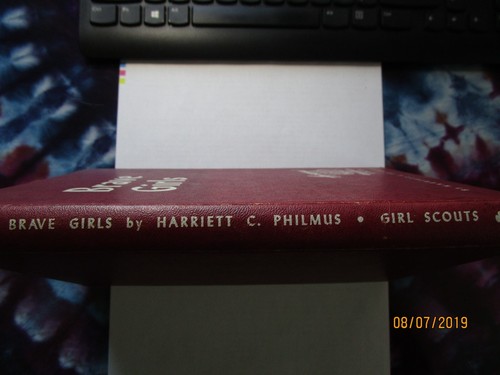 Brave
Girls
BRAVE GIRLS by HARRIETT C. PHILMUS • GIRL SCOUTS
08/07/2019